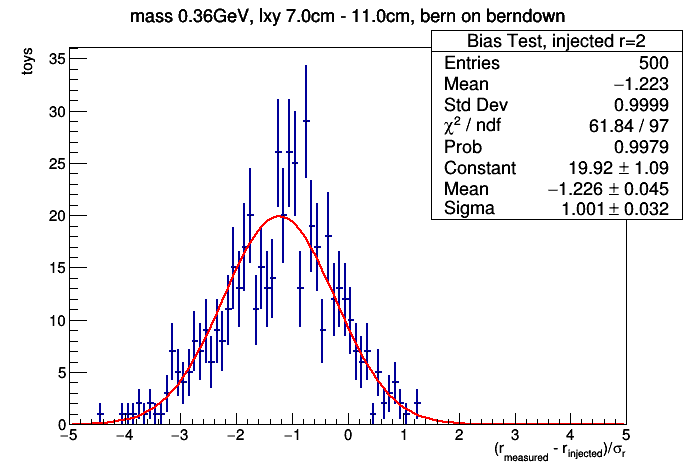 mass 0.36GeV, lxy 7.0cm - 11.0cm, bern on berndown
Bias Test, injected r=2
Entries 500
Mean −1.223
Std Dev 0.9999
χ² / ndf 61.84 / 97
Prob 0.9979
Constant 19.92 ± 1.09
Mean −1.226 ± 0.045
Sigma 1.001 ± 0.032
toys
35
30
25
20
15
10
5
0
−5 −4 −3 −2 −1 0 1 2 3 4 5
(r_measured - r_injected)/σ_r